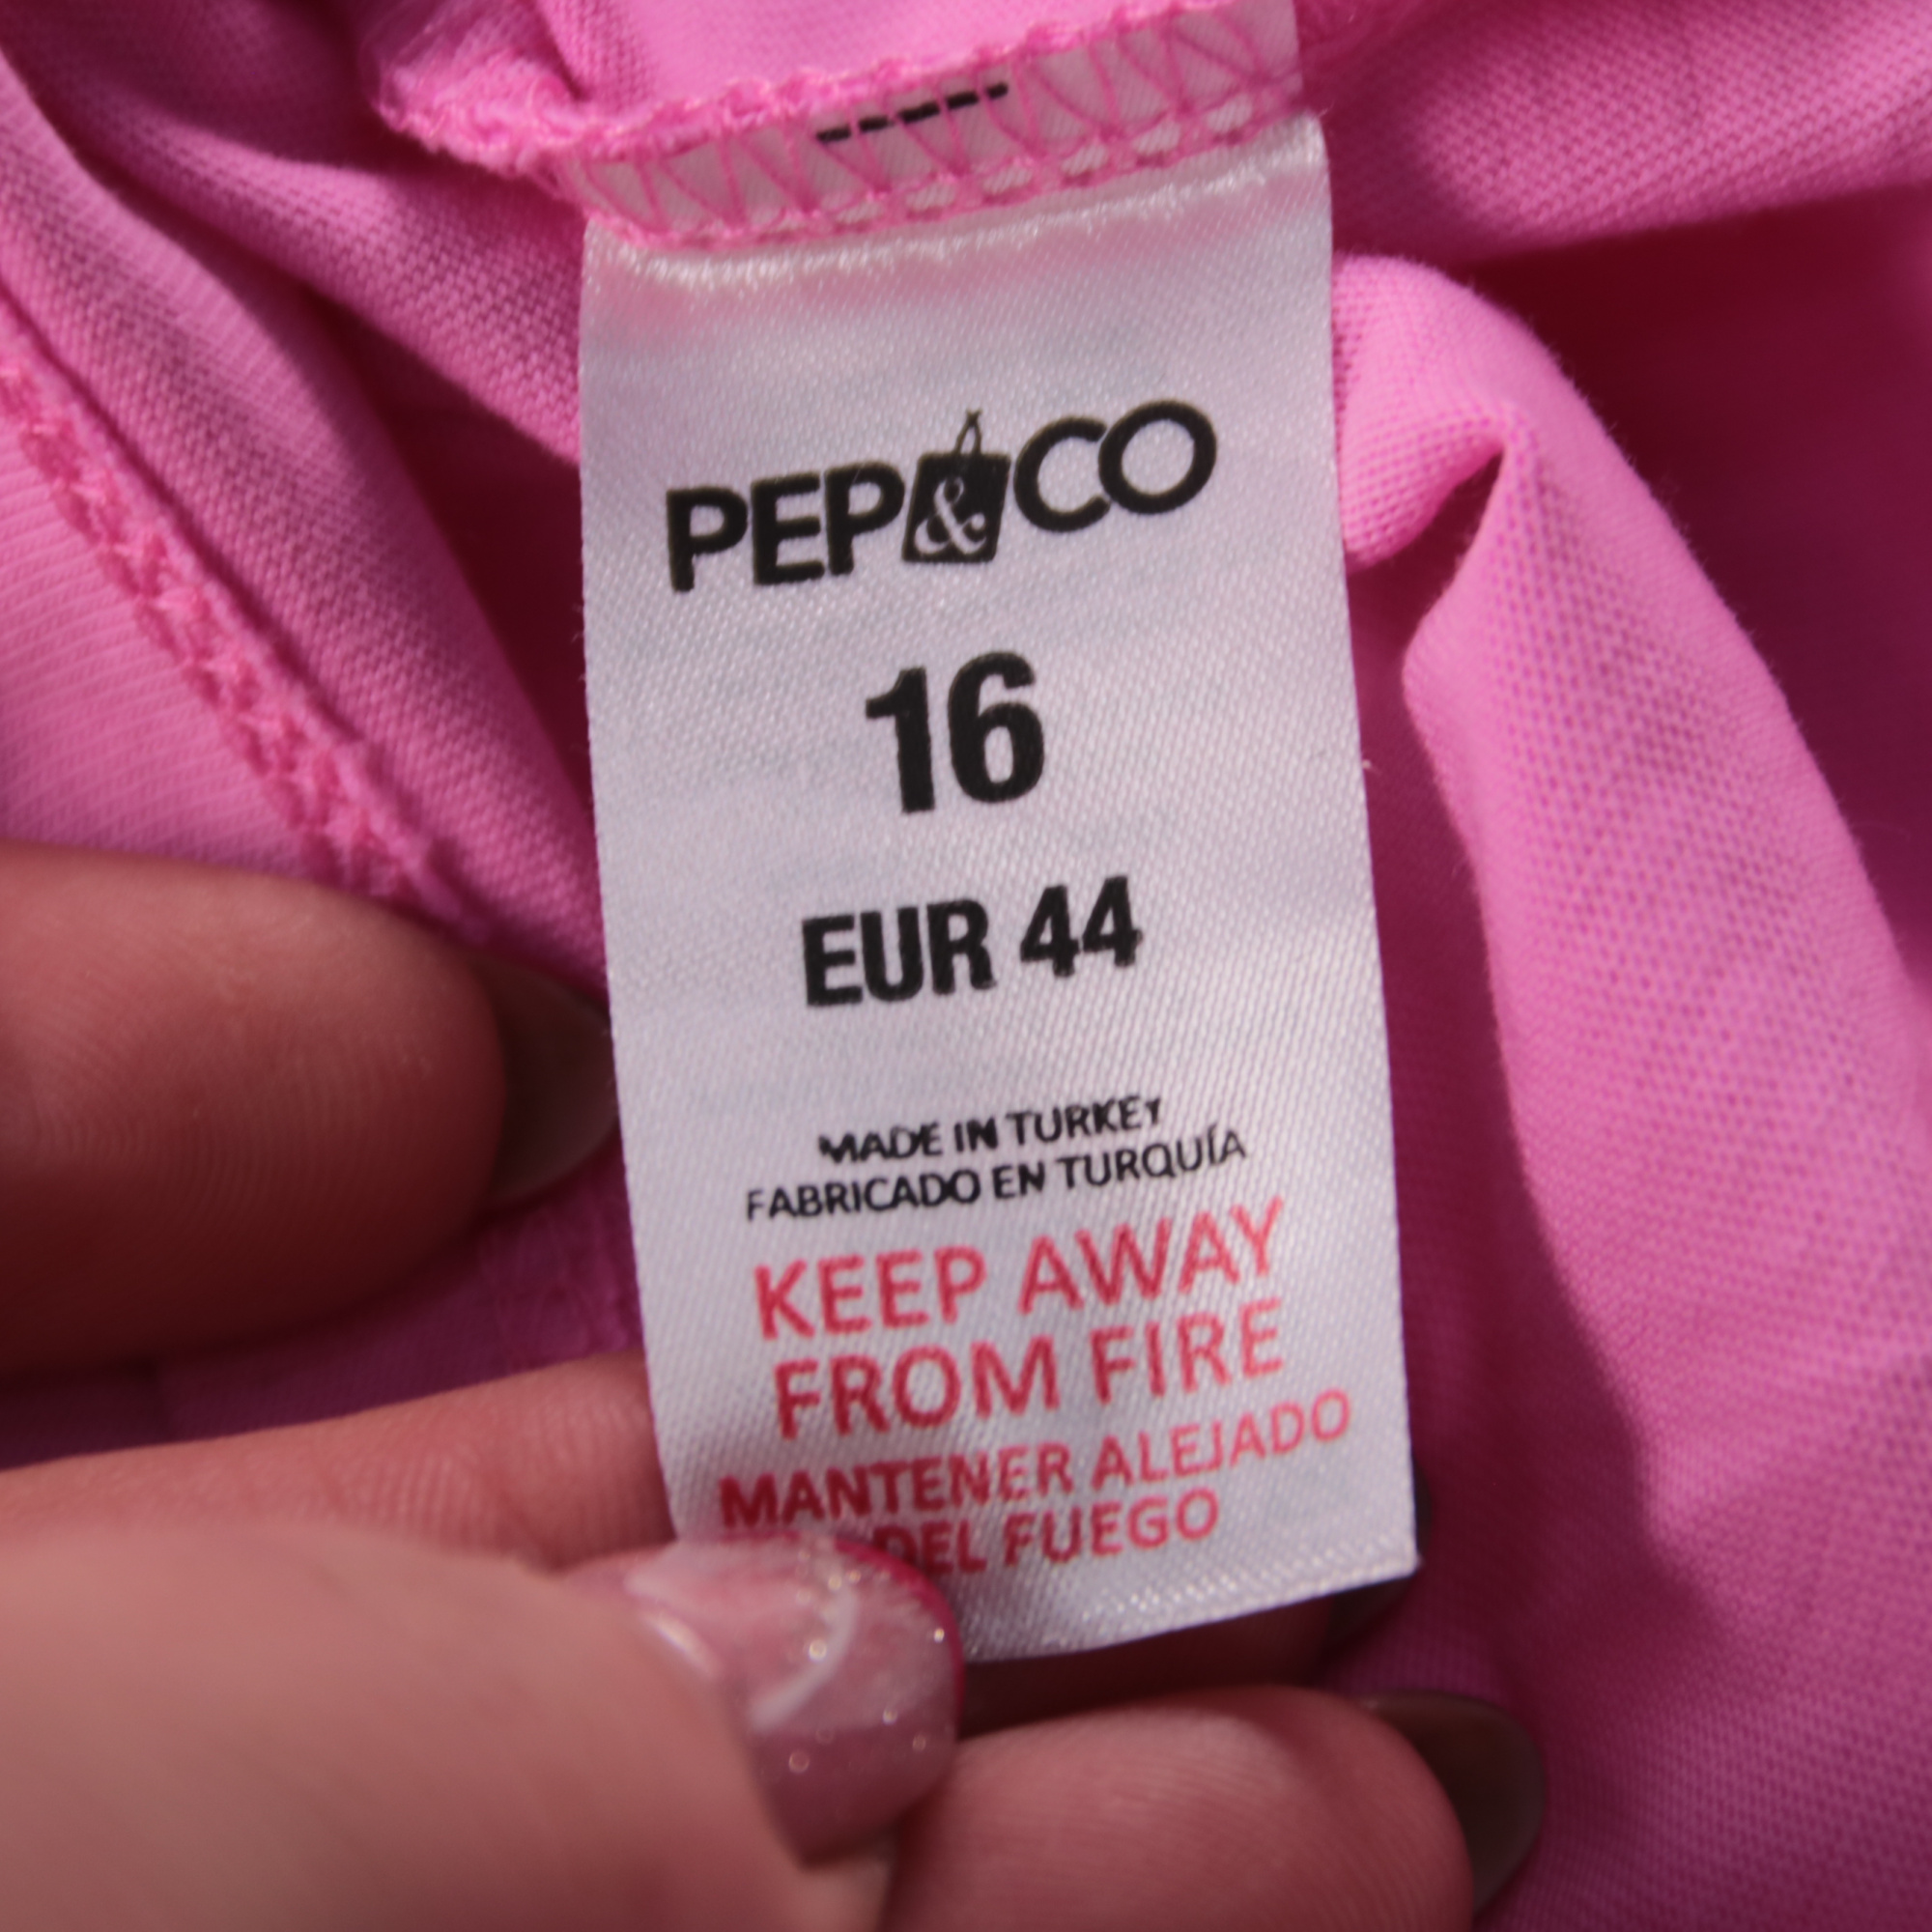 PEP&CO
16
EUR 44
MADE IN TURKEY
FABRICADO EN TURQUÍA
KEEP AWAY
FROM FIRE
MANTENER ALEJADO
DEL FUEGO